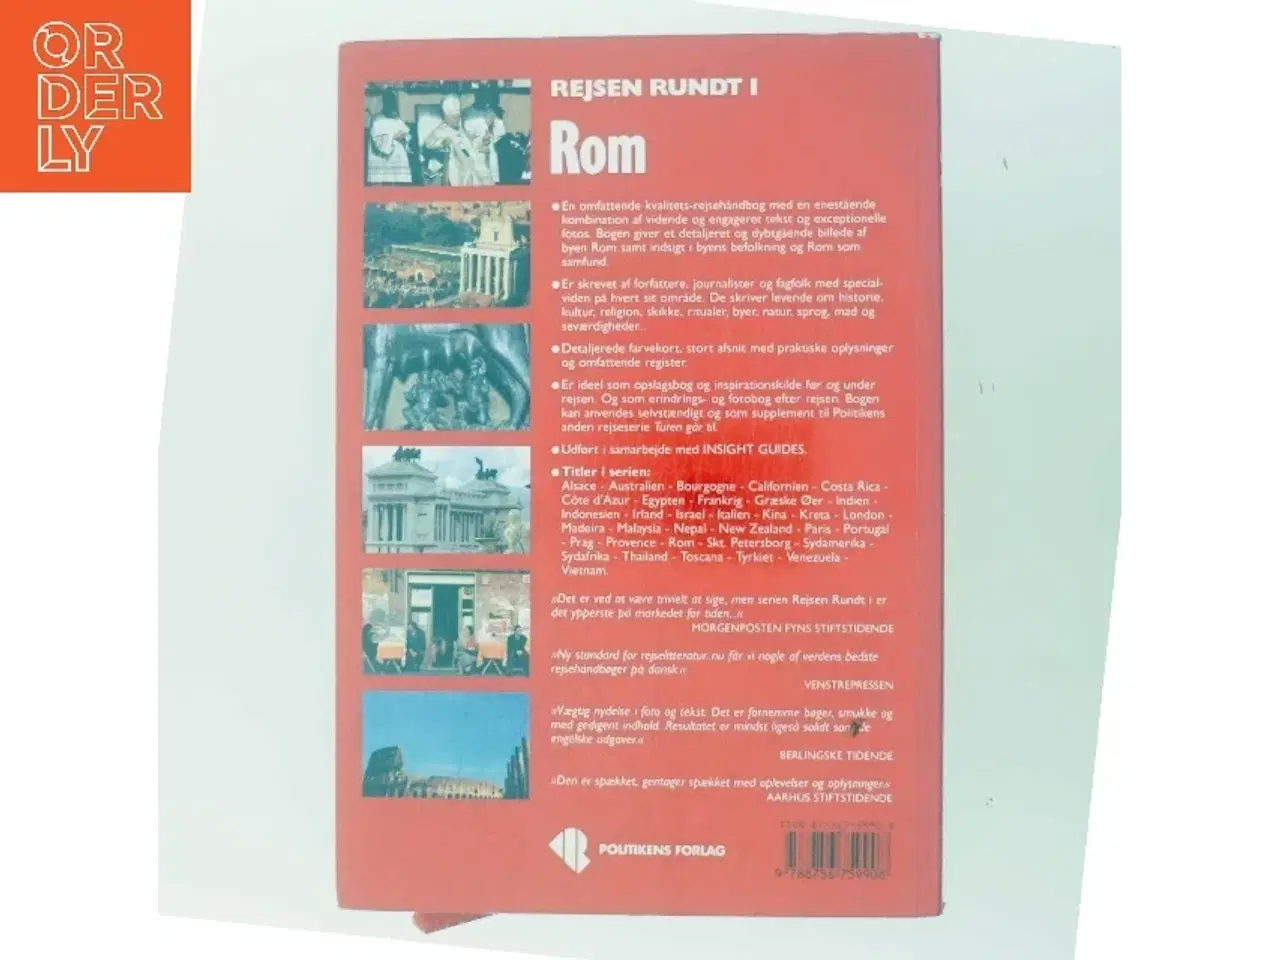 ORDERLY
REJSEN RUNDT I
Rom
● En omfattende kvalitets-rejsehåndbog med en enestående
kombination af vidende og engageret tekst og exceptionelle
fotos. Bogen giver et detaljeret og dybtgående billede af
byen Rom samt indsigt i byens befolkning og Rom som
samfund.
● Er skrevet af forfattere, journalister og fagfolk med special-
viden på hvert sit område. De skriver levende om historie,
kultur, religion, skikke, ritualer, byer, natur, sprog, mad og
seværdigheder...
● Detaljerede farvekort, stort afsnit med praktiske oplysninger
og omfattende register.
● Er ideel som opslagsbog og inspirationskilde før og under
rejsen. Og som erindrings- og fotobog efter rejsen. Bogen
kan anvendes selvstændigt og som supplement til Politikens
anden rejseserie Turen går til.
● Udført i samarbejde med INSIGHT GUIDES.
● Titler i serien:
Alsace - Australien - Bourgogne - Californien - Costa Rica -
Côte d'Azur - Egypten - Frankrig - Græske Øer - Indien -
Indonesien - Irland - Israel - Italien - Kina - Kreta - London -
Madeira - Malaysia - Nepal - New Zealand - Paris - Portugal
- Prag - Provence - Rom - Skt. Petersborg - Sydamerika -
Sydafrika - Thailand - Toscana - Tyrkiet - Venezuela -
Vietnam.
»Det er ved at være trivielt at sige, men serien Rejsen Rundt i er
det ypperste på markedet for tiden...«
MORGENPOSTEN FYNS STIFTSTIDENDE
»Ny standard for rejselitteratur..nu får vi nogle af verdens bedste
rejsehåndbøger på dansk.«
VENSTREPRESSEN
»Vægtig nydelse i foto og tekst. Det er fornemme bøger, smukke og
med gedigent indhold. Resultatet er mindst ligeså solidt som de
engelske udgaver.«
BERLINGSKE TIDENDE
»Den er spækket, gentager spækket med oplevelser og oplysninger.«
AARHUS STIFTSTIDENDE
POLITIKENS FORLAG
9 788756 759908